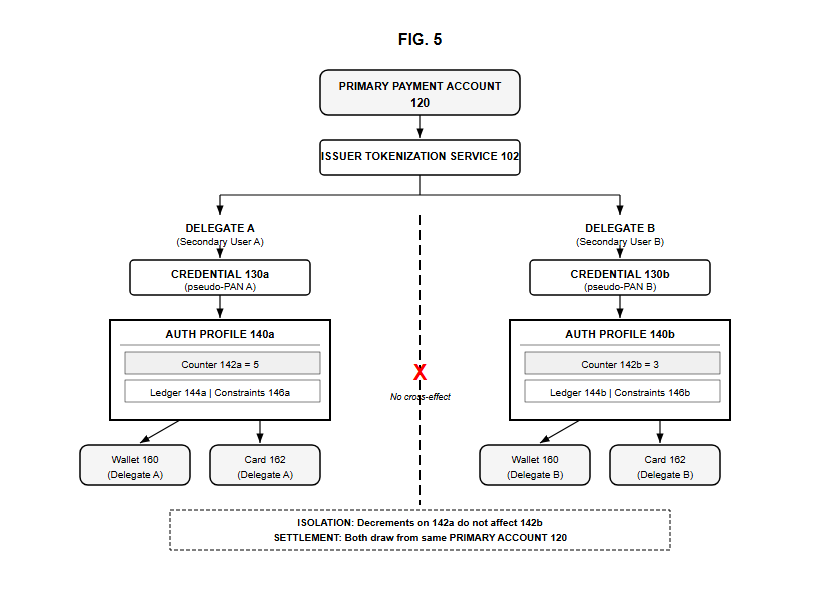 FIG. 5
PRIMARY PAYMENT ACCOUNT
120
ISSUER TOKENIZATION SERVICE 102
DELEGATE A
(Secondary User A)
CREDENTIAL 130a
(pseudo-PAN A)
AUTH PROFILE 140a
Counter 142a = 5
Ledger 144a | Constraints 146a
Wallet 160
(Delegate A)
Card 162
(Delegate A)
X
No cross-effect
DELEGATE B
(Secondary User B)
CREDENTIAL 130b
(pseudo-PAN B)
AUTH PROFILE 140b
Counter 142b = 3
Ledger 144b | Constraints 146b
Wallet 160
(Delegate B)
Card 162
(Delegate B)
ISOLATION: Decrements on 142a do not affect 142b
SETTLEMENT: Both draw from same PRIMARY ACCOUNT 120